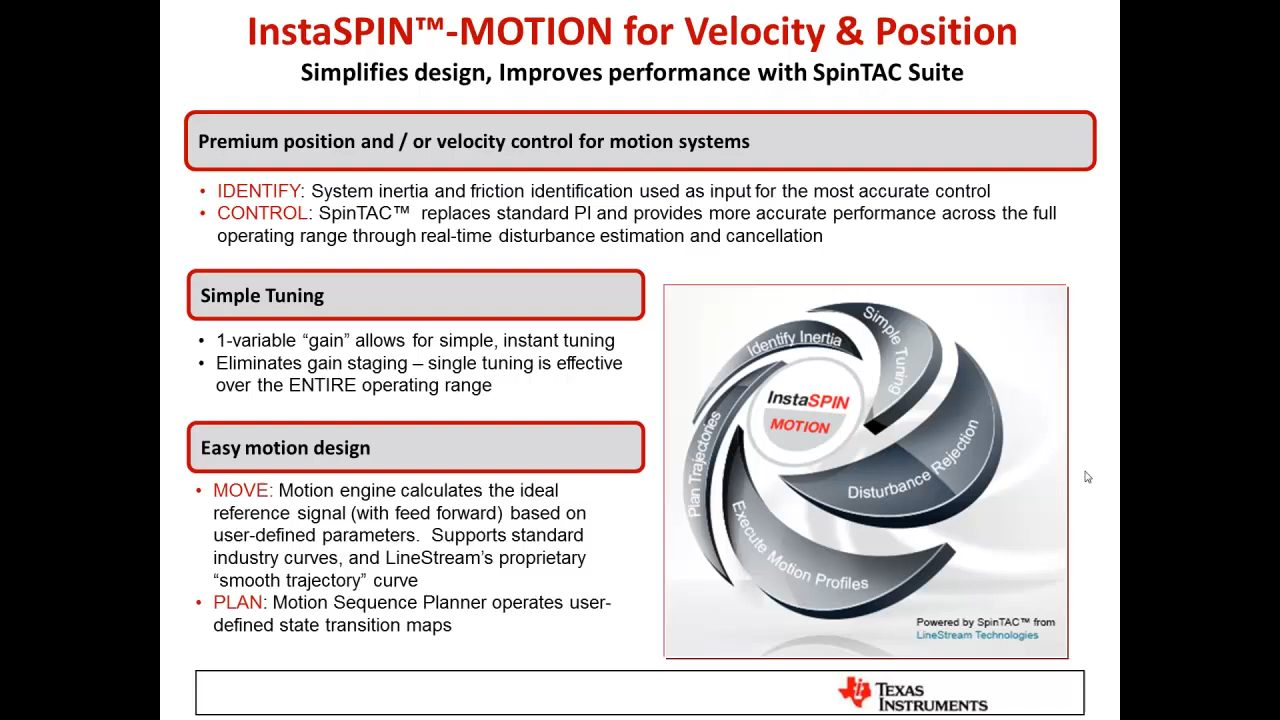 InstaSPIN™-MOTION for Velocity & Position
Simplifies design, Improves performance with SpinTAC Suite
Premium position and / or velocity control for motion systems
• IDENTIFY: System inertia and friction identification used as input for the most accurate control
• CONTROL: SpinTAC™ replaces standard PI and provides more accurate performance across the full
operating range through real-time disturbance estimation and cancellation
Simple Tuning
• 1-variable “gain” allows for simple, instant tuning
• Eliminates gain staging – single tuning is effective
over the ENTIRE operating range
Easy motion design
• MOVE: Motion engine calculates the ideal
reference signal (with feed forward) based on
user-defined parameters. Supports standard
industry curves, and LineStream’s proprietary
“smooth trajectory” curve
• PLAN: Motion Sequence Planner operates user-
defined state transition maps
Identify Inertia
Simple Tuning
Disturbance Rejection
Execute Motion Profiles
Plan Trajectories
InstaSPIN
MOTION
Powered by SpinTAC™ from
LineStream Technologies
TEXAS
INSTRUMENTS